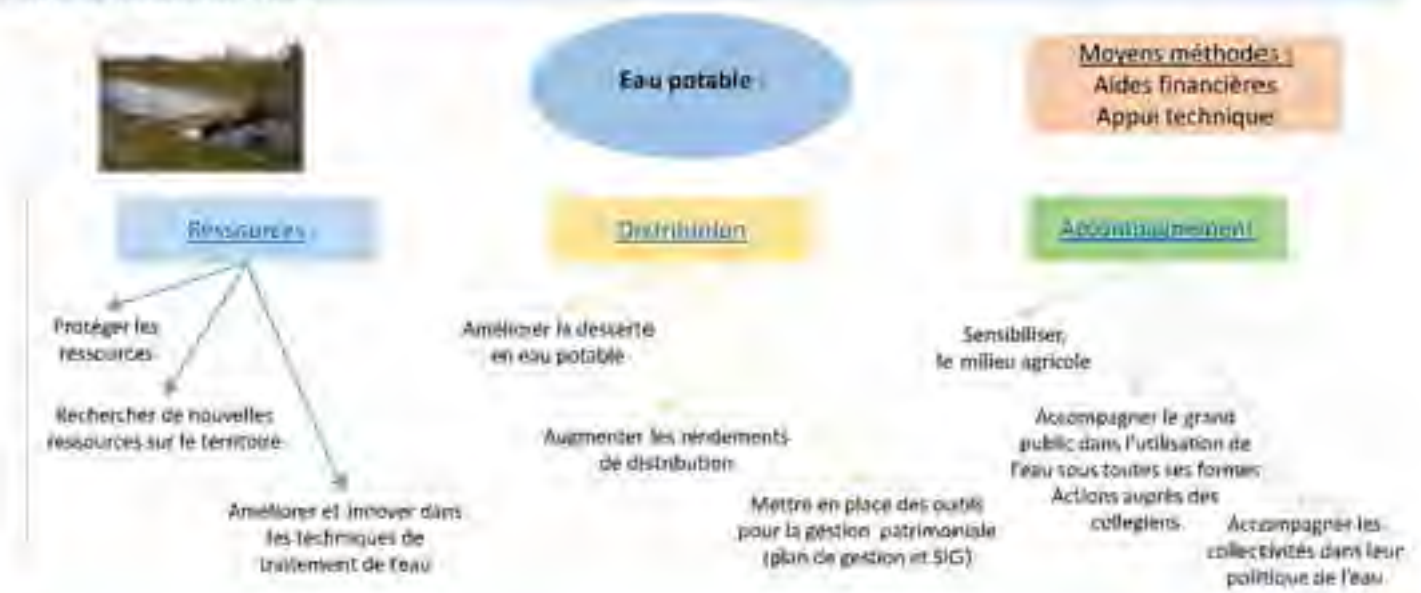 Eau potable :
Moyens méthodes :
Aides financières
Appui technique
Ressources :
Distribution
Accompagnement
Protéger les
ressources
Rechercher de nouvelles
ressources sur le territoire
Améliorer et innover dans
les techniques de
traitement de l'eau
Améliorer la desserte
en eau potable
Augmenter les rendements
de distribution
Mettre en place des outils
pour la gestion patrimoniale
(plan de gestion et SIG)
Sensibiliser,
le milieu agricole
Accompagner le grand
public dans l'utilisation de
l'eau sous toutes ses formes
Actions auprès des
collegiens
Accompagner les
collectivités dans leur
politique de l'eau